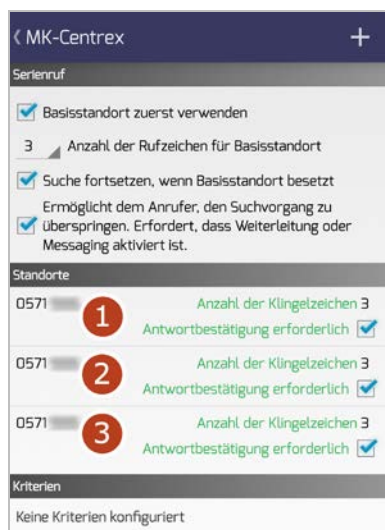 ‹ MK-Centrex +
Serienruf
Basisstandort zuerst verwenden
3 Anzahl der Rufzeichen für Basisstandort
Suche fortsetzen, wenn Basisstandort besetzt
Ermöglicht dem Anrufer, den Suchvorgang zu
überspringen. Erfordert, dass Weiterleitung oder
Messaging aktiviert ist.
Standorte
0571 1 Anzahl der Klingelzeichen 3
Antwortbestätigung erforderlich
0571 2 Anzahl der Klingelzeichen 3
Antwortbestätigung erforderlich
0571 3 Anzahl der Klingelzeichen 3
Antwortbestätigung erforderlich
Kriterien
Keine Kriterien konfiguriert